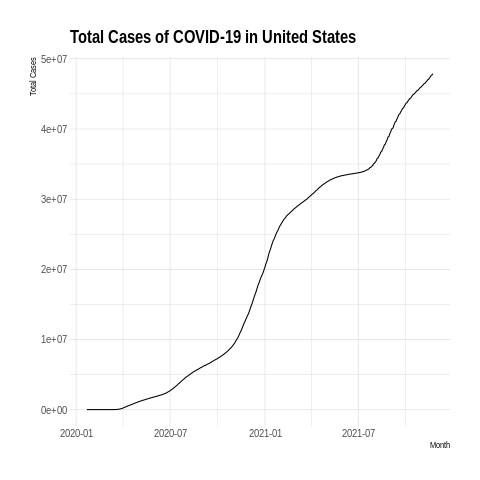 Total Cases of COVID-19 in United States
Total Cases
5e+07
4e+07
3e+07
2e+07
1e+07
0e+00
2020-01 2020-07 2021-01 2021-07
Month